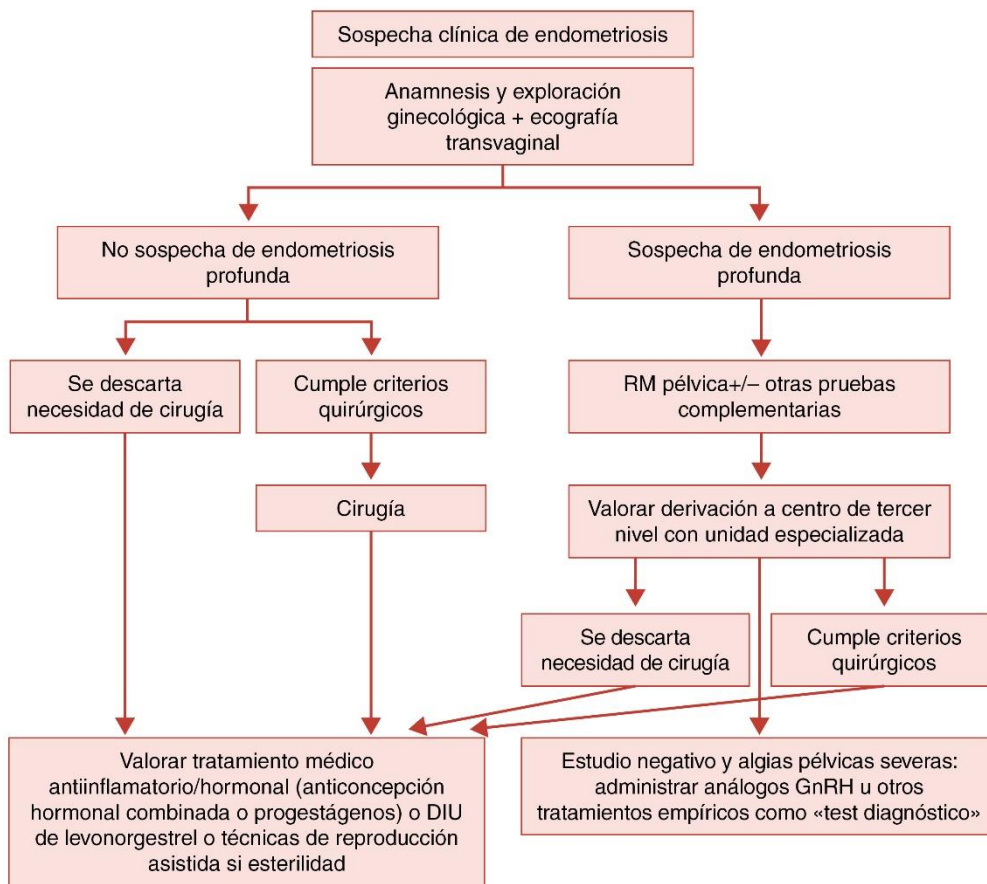 Sospecha clínica de endometriosis
Anamnesis y exploración
ginecológica + ecografía
transvaginal
No sospecha de endometriosis
profunda
Sospecha de endometriosis
profunda
Se descarta
necesidad de cirugía
Cumple criterios
quirúrgicos
RM pélvica+/– otras pruebas
complementarias
Cirugía
Valorar derivación a centro de tercer
nivel con unidad especializada
Se descarta
necesidad de cirugía
Cumple criterios
quirúrgicos
Valorar tratamiento médico
antiinflamatorio/hormonal (anticoncepción
hormonal combinada o progestágenos) o DIU
de levonorgestrel o técnicas de reproducción
asistida si esterilidad
Estudio negativo y algias pélvicas severas:
administrar análogos GnRH u otros
tratamientos empíricos como «test diagnóstico»